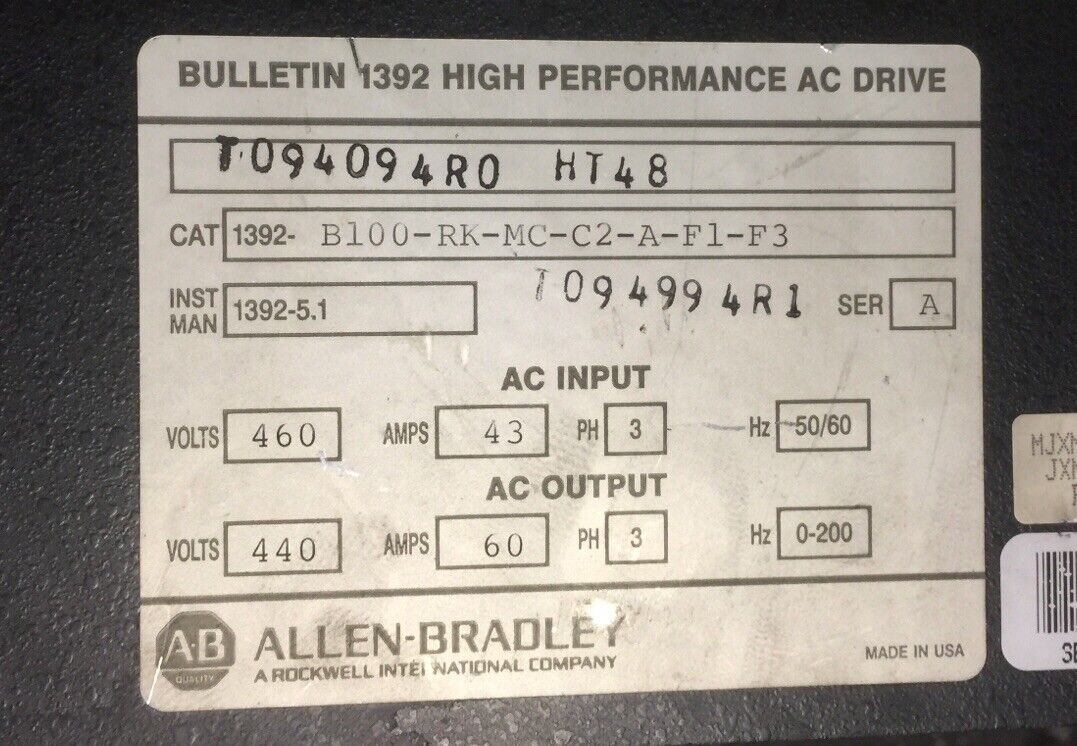 BULLETIN 1392 HIGH PERFORMANCE AC DRIVE
T094094R0 HT48
CAT 1392- B100-RK-MC-C2-A-F1-F3
T094994R1
INST MAN 1392-5.1 SER A
AC INPUT
VOLTS 460 AMPS 43 PH 3 Hz 50/60
AC OUTPUT
VOLTS 440 AMPS 60 PH 3 Hz 0-200
A-B QUALITY
ALLEN-BRADLEY
A ROCKWELL INTERNATIONAL COMPANY
MADE IN USA